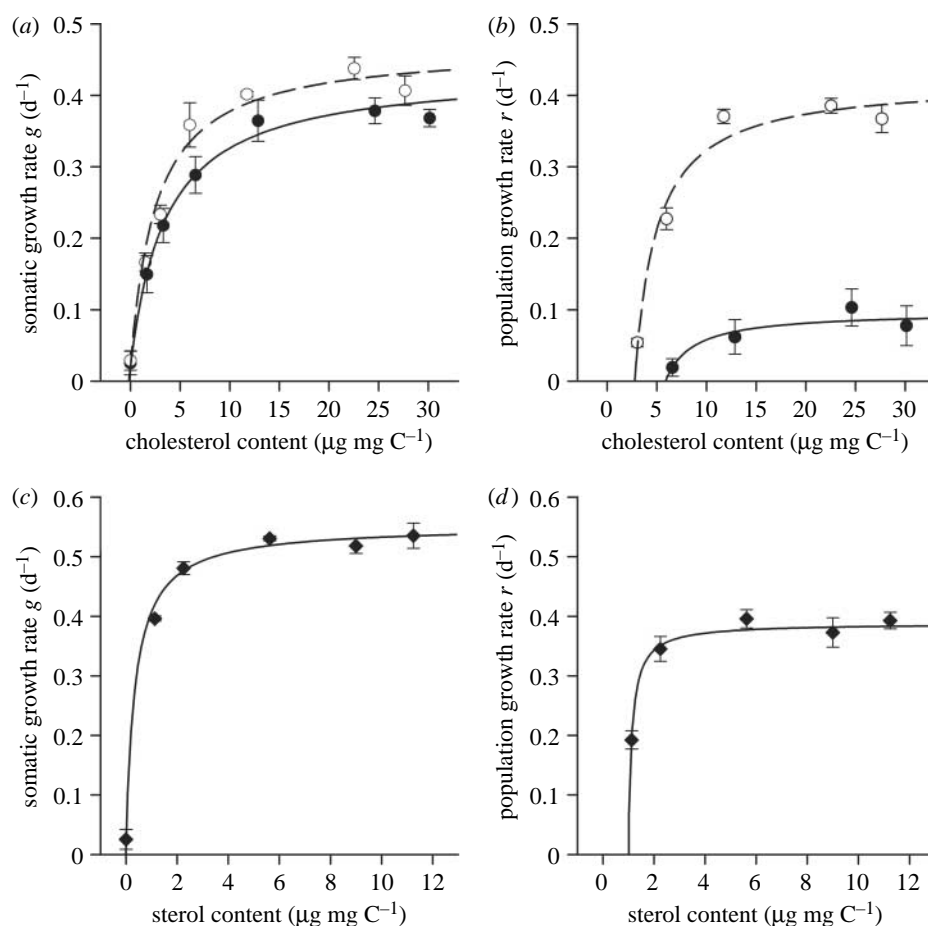 (a)
(b)
0.5
0.4
0.3
0.2
0.1
0
somatic growth rate g (d–1)
0 5 10 15 20 25 30
cholesterol content (µg mg C–1)
0.5
0.4
0.3
0.2
0.1
0
population growth rate r (d–1)
0 5 10 15 20 25 30
cholesterol content (µg mg C–1)
(c)
(d)
0.6
0.5
0.4
0.3
0.2
0.1
0
somatic growth rate g (d–1)
0 2 4 6 8 10 12
sterol content (µg mg C–1)
0.6
0.5
0.4
0.3
0.2
0.1
0
population growth rate r (d–1)
0 2 4 6 8 10 12
sterol content (µg mg C–1)